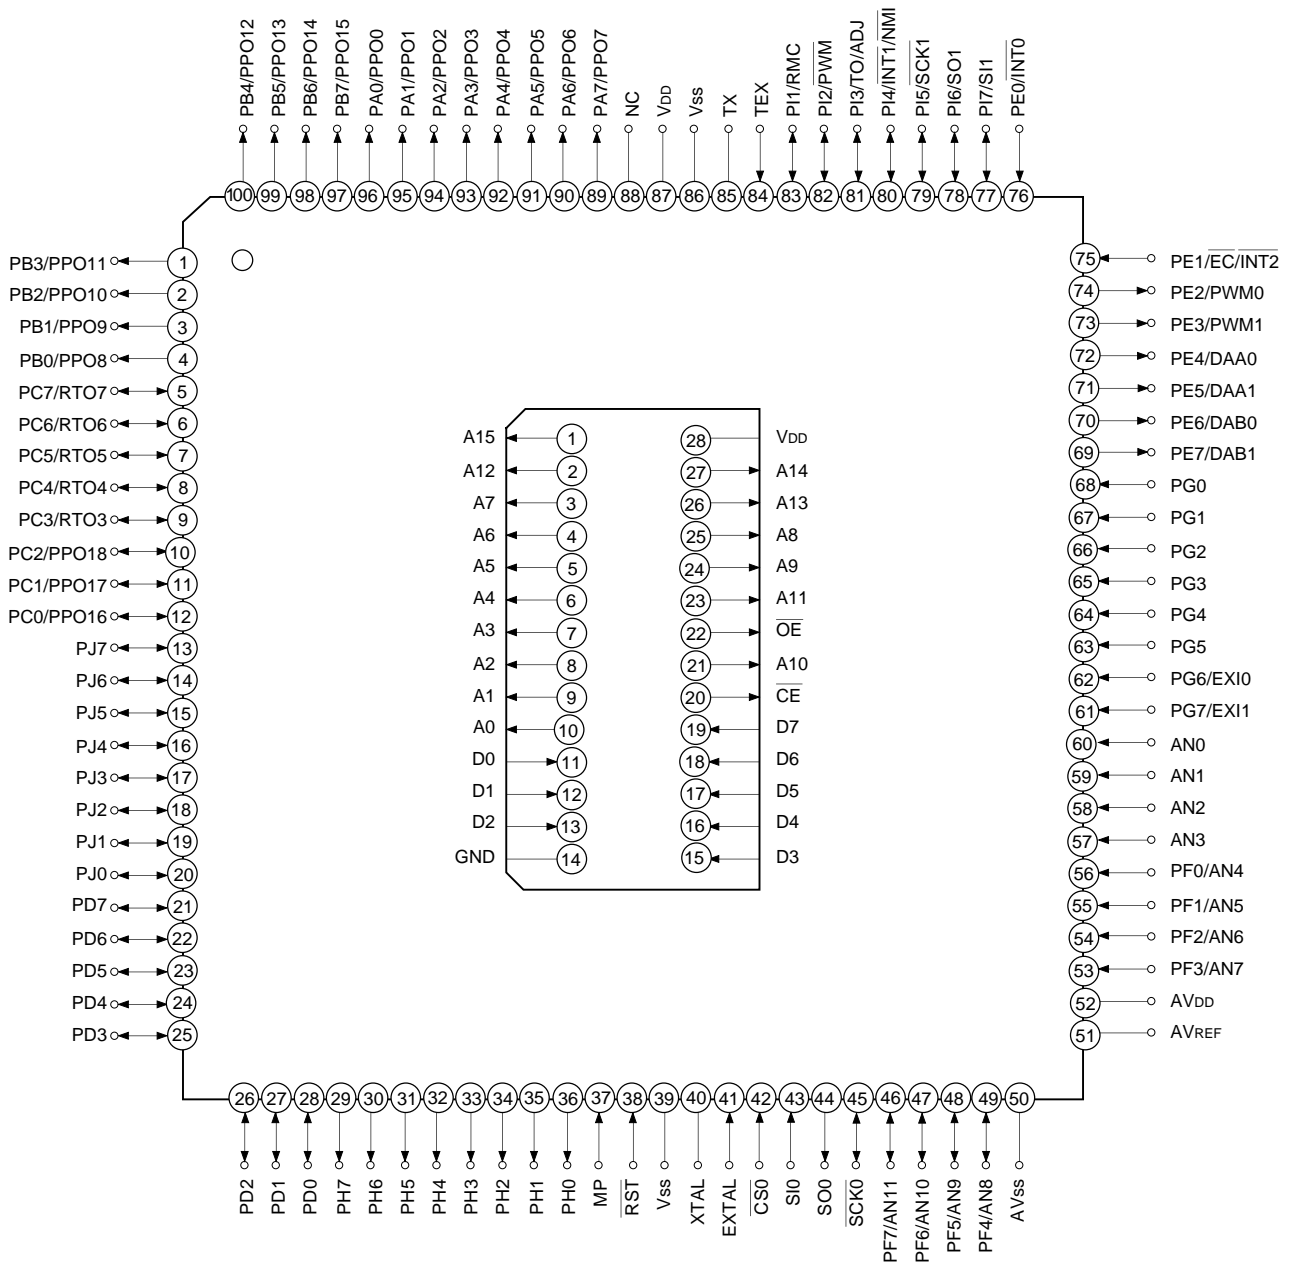 PB4/PPO12
PB5/PPO13
PB6/PPO14
PB7/PPO15
PA0/PPO0
PA1/PPO1
PA2/PPO2
PA3/PPO3
PA4/PPO4
PA5/PPO5
PA6/PPO6
PA7/PPO7
NC
VDD
Vss
TX
TEX
PI1/RMC
PI2/PWM
PI3/TO/ADJ
PI4/INT1/NMI
PI5/SCK1
PI6/SO1
PI7/SI1
PE0/INT0
100 99 98 97 96 95 94 93 92 91 90 89 88 87 86 85 84 83 82 81 80 79 78 77 76
PB3/PPO11 1
PB2/PPO10 2
PB1/PPO9 3
PB0/PPO8 4
PC7/RTO7 5
PC6/RTO6 6
PC5/RTO5 7
PC4/RTO4 8
PC3/RTO3 9
PC2/PPO18 10
PC1/PPO17 11
PC0/PPO16 12
PJ7 13
PJ6 14
PJ5 15
PJ4 16
PJ3 17
PJ2 18
PJ1 19
PJ0 20
PD7 21
PD6 22
PD5 23
PD4 24
PD3 25
A15 1 28 VDD
A12 2 27 A14
A7 3 26 A13
A6 4 25 A8
A5 5 24 A9
A4 6 23 A11
A3 7 22 OE
A2 8 21 A10
A1 9 20 CE
A0 10 19 D7
D0 11 18 D6
D1 12 17 D5
D2 13 16 D4
GND 14 15 D3
75 PE1/EC/INT2
74 PE2/PWM0
73 PE3/PWM1
72 PE4/DAA0
71 PE5/DAA1
70 PE6/DAB0
69 PE7/DAB1
68 PG0
67 PG1
66 PG2
65 PG3
64 PG4
63 PG5
62 PG6/EXI0
61 PG7/EXI1
60 AN0
59 AN1
58 AN2
57 AN3
56 PF0/AN4
55 PF1/AN5
54 PF2/AN6
53 PF3/AN7
52 AVDD
51 AVREF
26 27 28 29 30 31 32 33 34 35 36 37 38 39 40 41 42 43 44 45 46 47 48 49 50
PD2
PD1
PD0
PH7
PH6
PH5
PH4
PH3
PH2
PH1
PH0
MP
RST
Vss
XTAL
EXTAL
CS0
SI0
SO0
SCK0
PF7/AN11
PF6/AN10
PF5/AN9
PF4/AN8
AVss